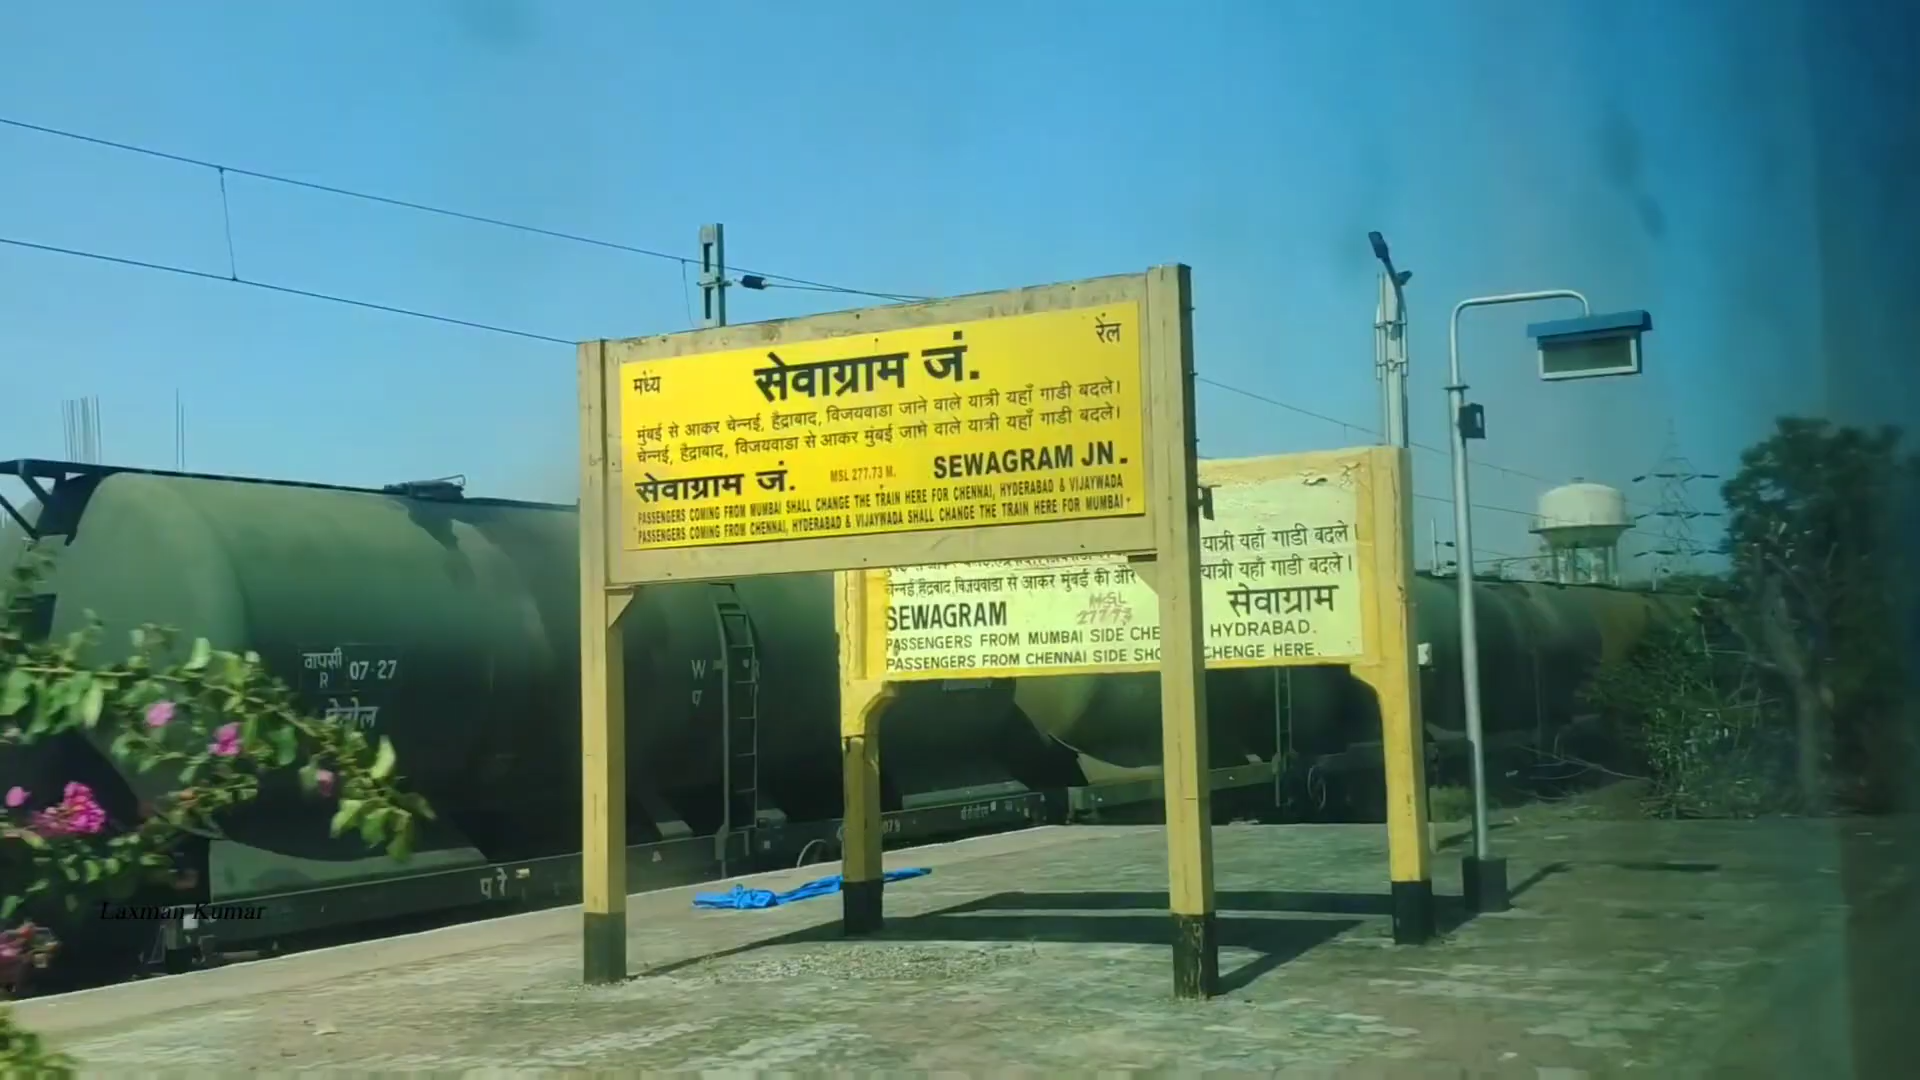 मध्य
रेल
सेवाग्राम जं.
मुंबई से आकर चेन्नई, हैद्राबाद, विजयवाडा जाने वाले यात्री यहाँ गाडी बदले।
चेन्नई, हैद्राबाद, विजयवाडा से आकर मुंबई जाने वाले यात्री यहाँ गाडी बदले।
सेवाग्राम जं. MSL 277.73 M. SEWAGRAM JN.
PASSENGERS COMING FROM MUMBAI SHALL CHANGE THE TRAIN HERE FOR CHENNAI, HYDERABAD & VIJAYWADA
PASSENGERS COMING FROM CHENNAI, HYDERABAD & VIJAYWADA SHALL CHANGE THE TRAIN HERE FOR MUMBAI
यात्री यहाँ गाडी बदले।
चेन्नई,हैद्राबाद,विजयवाडा से आकर मुंबई की ओर यात्री यहाँ गाडी बदले।
SEWAGRAM MSL 277.73 सेवाग्राम
PASSENGERS FROM MUMBAI SIDE HYDRABAD.
PASSENGERS FROM CHENNAI SIDE CHENGE HERE.
वापसी
R 07-27
पेट्रोल
W
प
प रे
Laxman Kumar